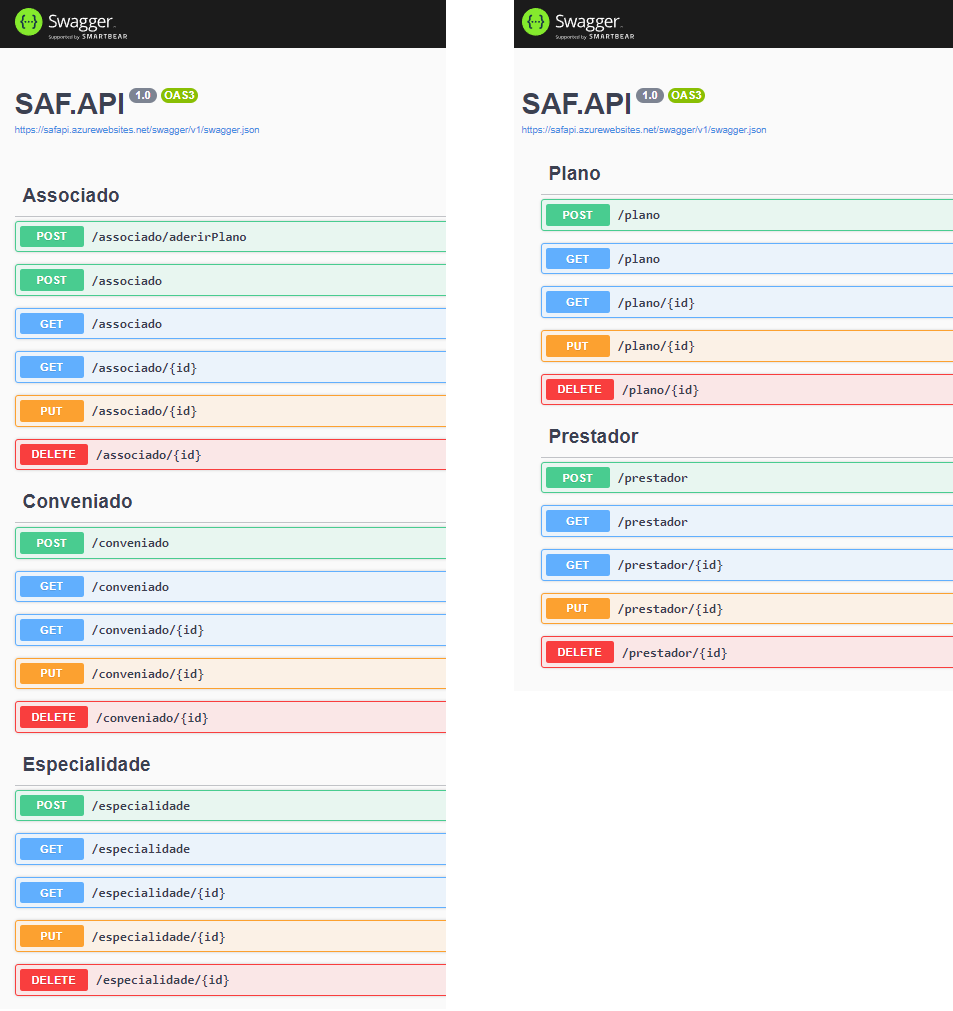 Swagger
Supported by SMARTBEAR
SAF.API 1.0 OAS3
https://safapi.azurewebsites.net/swagger/v1/swagger.json
Associado
POST /associado/aderirPlano
POST /associado
GET /associado
GET /associado/{id}
PUT /associado/{id}
DELETE /associado/{id}
Conveniado
POST /conveniado
GET /conveniado
GET /conveniado/{id}
PUT /conveniado/{id}
DELETE /conveniado/{id}
Especialidade
POST /especialidade
GET /especialidade
GET /especialidade/{id}
PUT /especialidade/{id}
DELETE /especialidade/{id}
Swagger
Supported by SMARTBEAR
SAF.API 1.0 OAS3
https://safapi.azurewebsites.net/swagger/v1/swagger.json
Plano
POST /plano
GET /plano
GET /plano/{id}
PUT /plano/{id}
DELETE /plano/{id}
Prestador
POST /prestador
GET /prestador
GET /prestador/{id}
PUT /prestador/{id}
DELETE /prestador/{id}